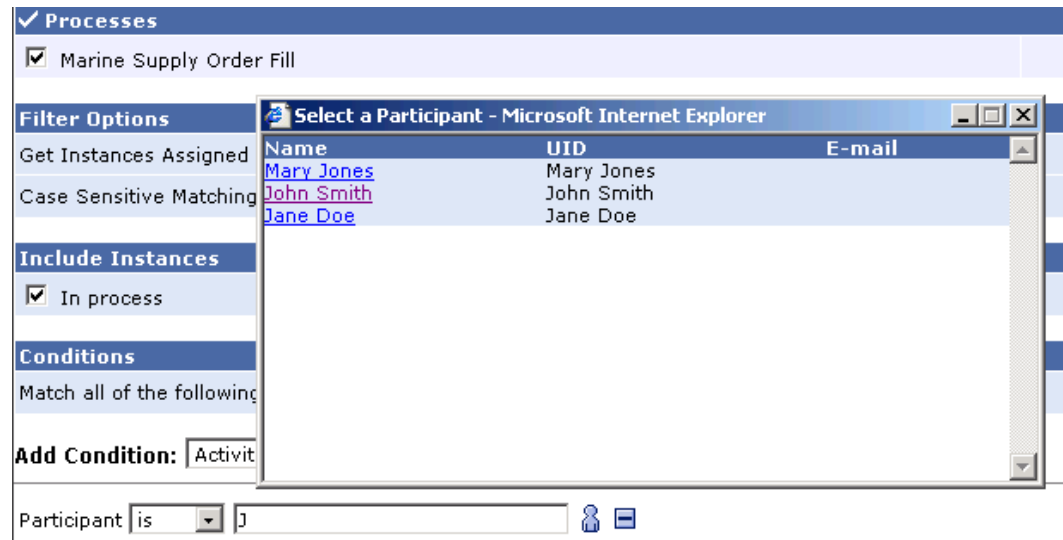 Processes
Marine Supply Order Fill
Filter Options
Get Instances Assigned
Case Sensitive Matching
Include Instances
In process
Conditions
Match all of the following
Add Condition: Activit
Participant is J
Select a Participant - Microsoft Internet Explorer
Name UID E-mail
Mary Jones Mary Jones
John Smith John Smith
Jane Doe Jane Doe